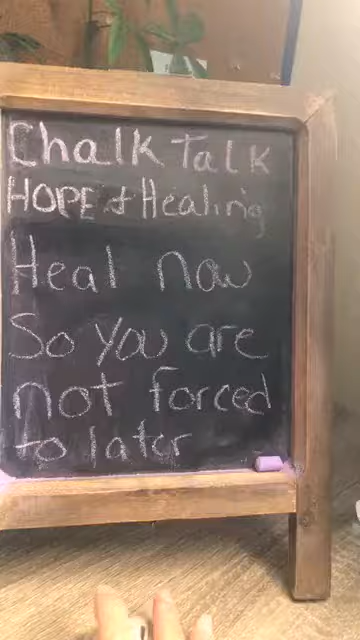 Chalk Talk
HOPE & Healing
Heal now
So you are
not forced
to later